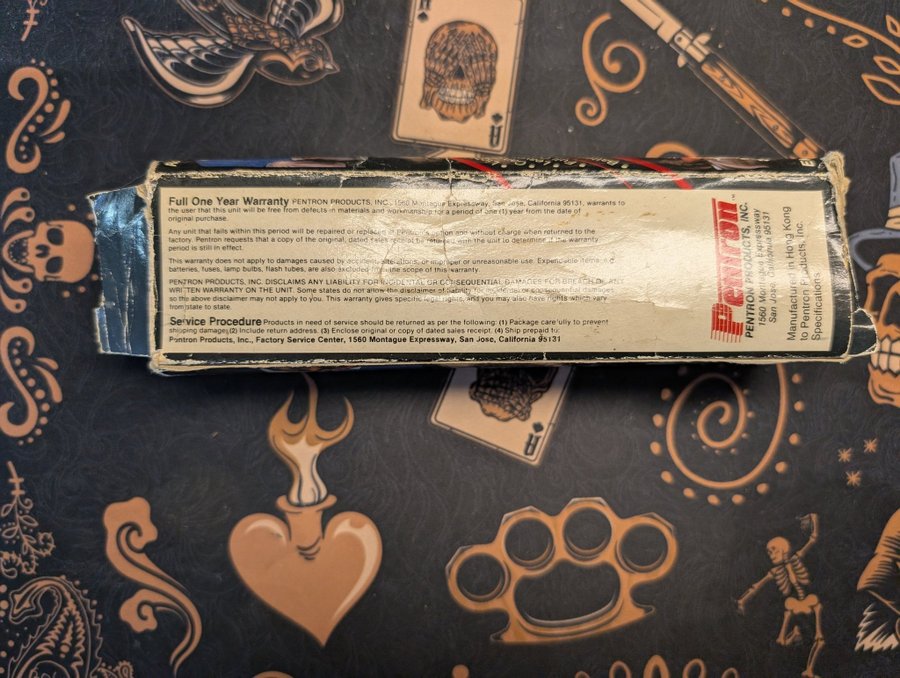 Full One Year Warranty PENTRON PRODUCTS, INC., 1560 Montague Expressway, San Jose, California 95131, warrants to
the user that this unit will be free from defects in materials and workmanship for a period of one (1) year from the date of
original purchase.
Any unit that fails within this period will be repaired or replaced at Pentron's option and without charge when returned to the
factory. Pentron requests that a copy of the original, dated sales receipt be returned with the unit to determine if the warranty
period is still in effect.
This warranty does not apply to damages caused by accidents, alterations, or improper or unreasonable use. Expendable items, e.g.
batteries, fuses, lamp bulbs, flash tubes, are also excluded from the scope of this warranty.
PENTRON PRODUCTS, INC. DISCLAIMS ANY LIABILITY FOR INCIDENTAL OR CONSEQUENTIAL DAMAGES FOR BREACH OF
WRITTEN WARRANTY ON THE UNIT. Some states do not allow the disclaimer of liability for incidental or consequential damages,
so the above disclaimer may not apply to you. This warranty gives specific legal rights, and you may also have rights which vary
from state to state.
Service Procedure Products in need of service should be returned as per the following: (1) Package carefully to prevent
shipping damage; (2) Include return address. (3) Enclose original or copy of dated sales receipt. (4) Ship prepaid to:
Pentron Products, Inc., Factory Service Center, 1560 Montague Expressway, San Jose, California 95131
Pentron™
PENTRON PRODUCTS, INC.
1560 Montague Expressway
San Jose, California 95131
Manufactured in Hong Kong
to Pentron Products, Inc.
Specifications.